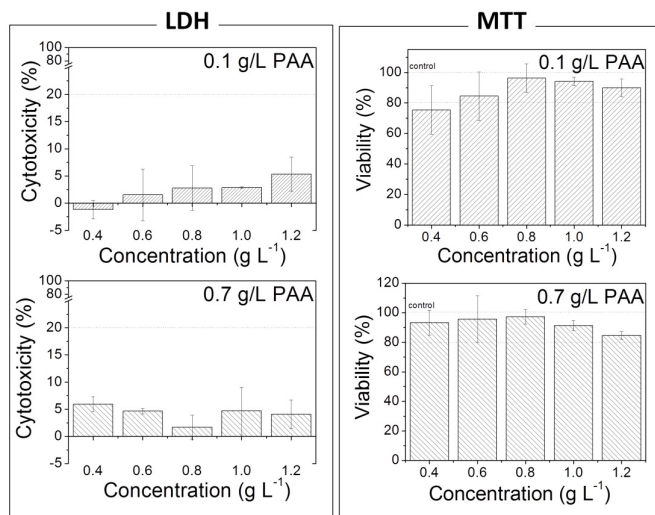 LDH
MTT
100
80
20
15
10
5
0
-5
0.1 g/L PAA
Cytotoxicity (%)
0.4 0.6 0.8 1.0 1.2
Concentration (g L⁻¹)
120
100
80
60
40
20
0
control
0.1 g/L PAA
Viability (%)
0.4 0.6 0.8 1.0 1.2
Concentration (g L⁻¹)
100
80
20
15
10
5
0
5
0.7 g/L PAA
Cytotoxicity (%)
0.4 0.6 0.8 1.0 1.2
Concentration (g L⁻¹)
120
100
80
60
40
20
0
control
0.7 g/L PAA
Viability (%)
0.4 0.6 0.8 1.0 1.2
Concentration (g L⁻¹)